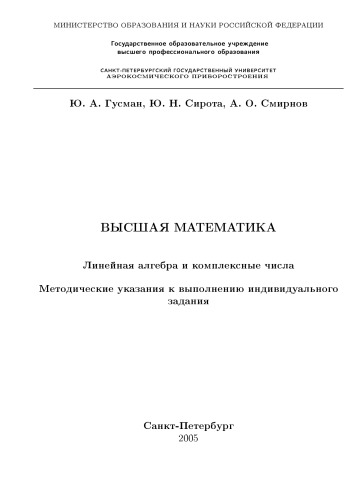 МИНИСТЕРСТВО ОБРАЗОВАНИЯ И НАУКИ РОССИЙСКОЙ ФЕДЕРАЦИИ
Государственное образовательное учреждение
высшего профессионального образования
САНКТ-ПЕТЕРБУРГСКИЙ ГОСУДАРСТВЕННЫЙ УНИВЕРСИТЕТ
АЭРОКОСМИЧЕСКОГО ПРИБОРОСТРОЕНИЯ
Ю. А. Гусман, Ю. Н. Сирота, А. О. Смирнов
ВЫСШАЯ МАТЕМАТИКА
Линейная алгебра и комплексные числа
Методические указания к выполнению индивидуального
задания
Санкт-Петербург
2005